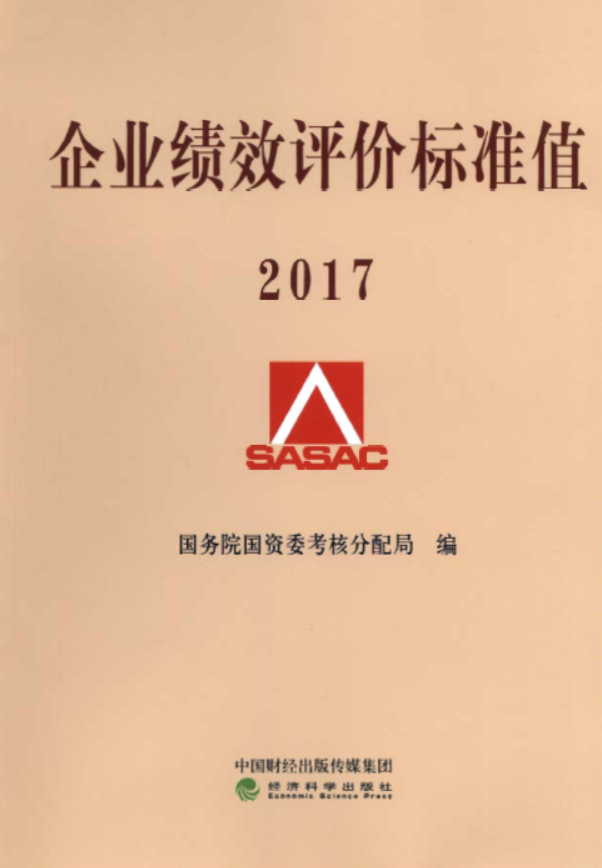 企业绩效评价标准值
2017
SASAC
国务院国资委考核分配局 编
中国财经出版传媒集团
经济科学出版社
Economic Science Press